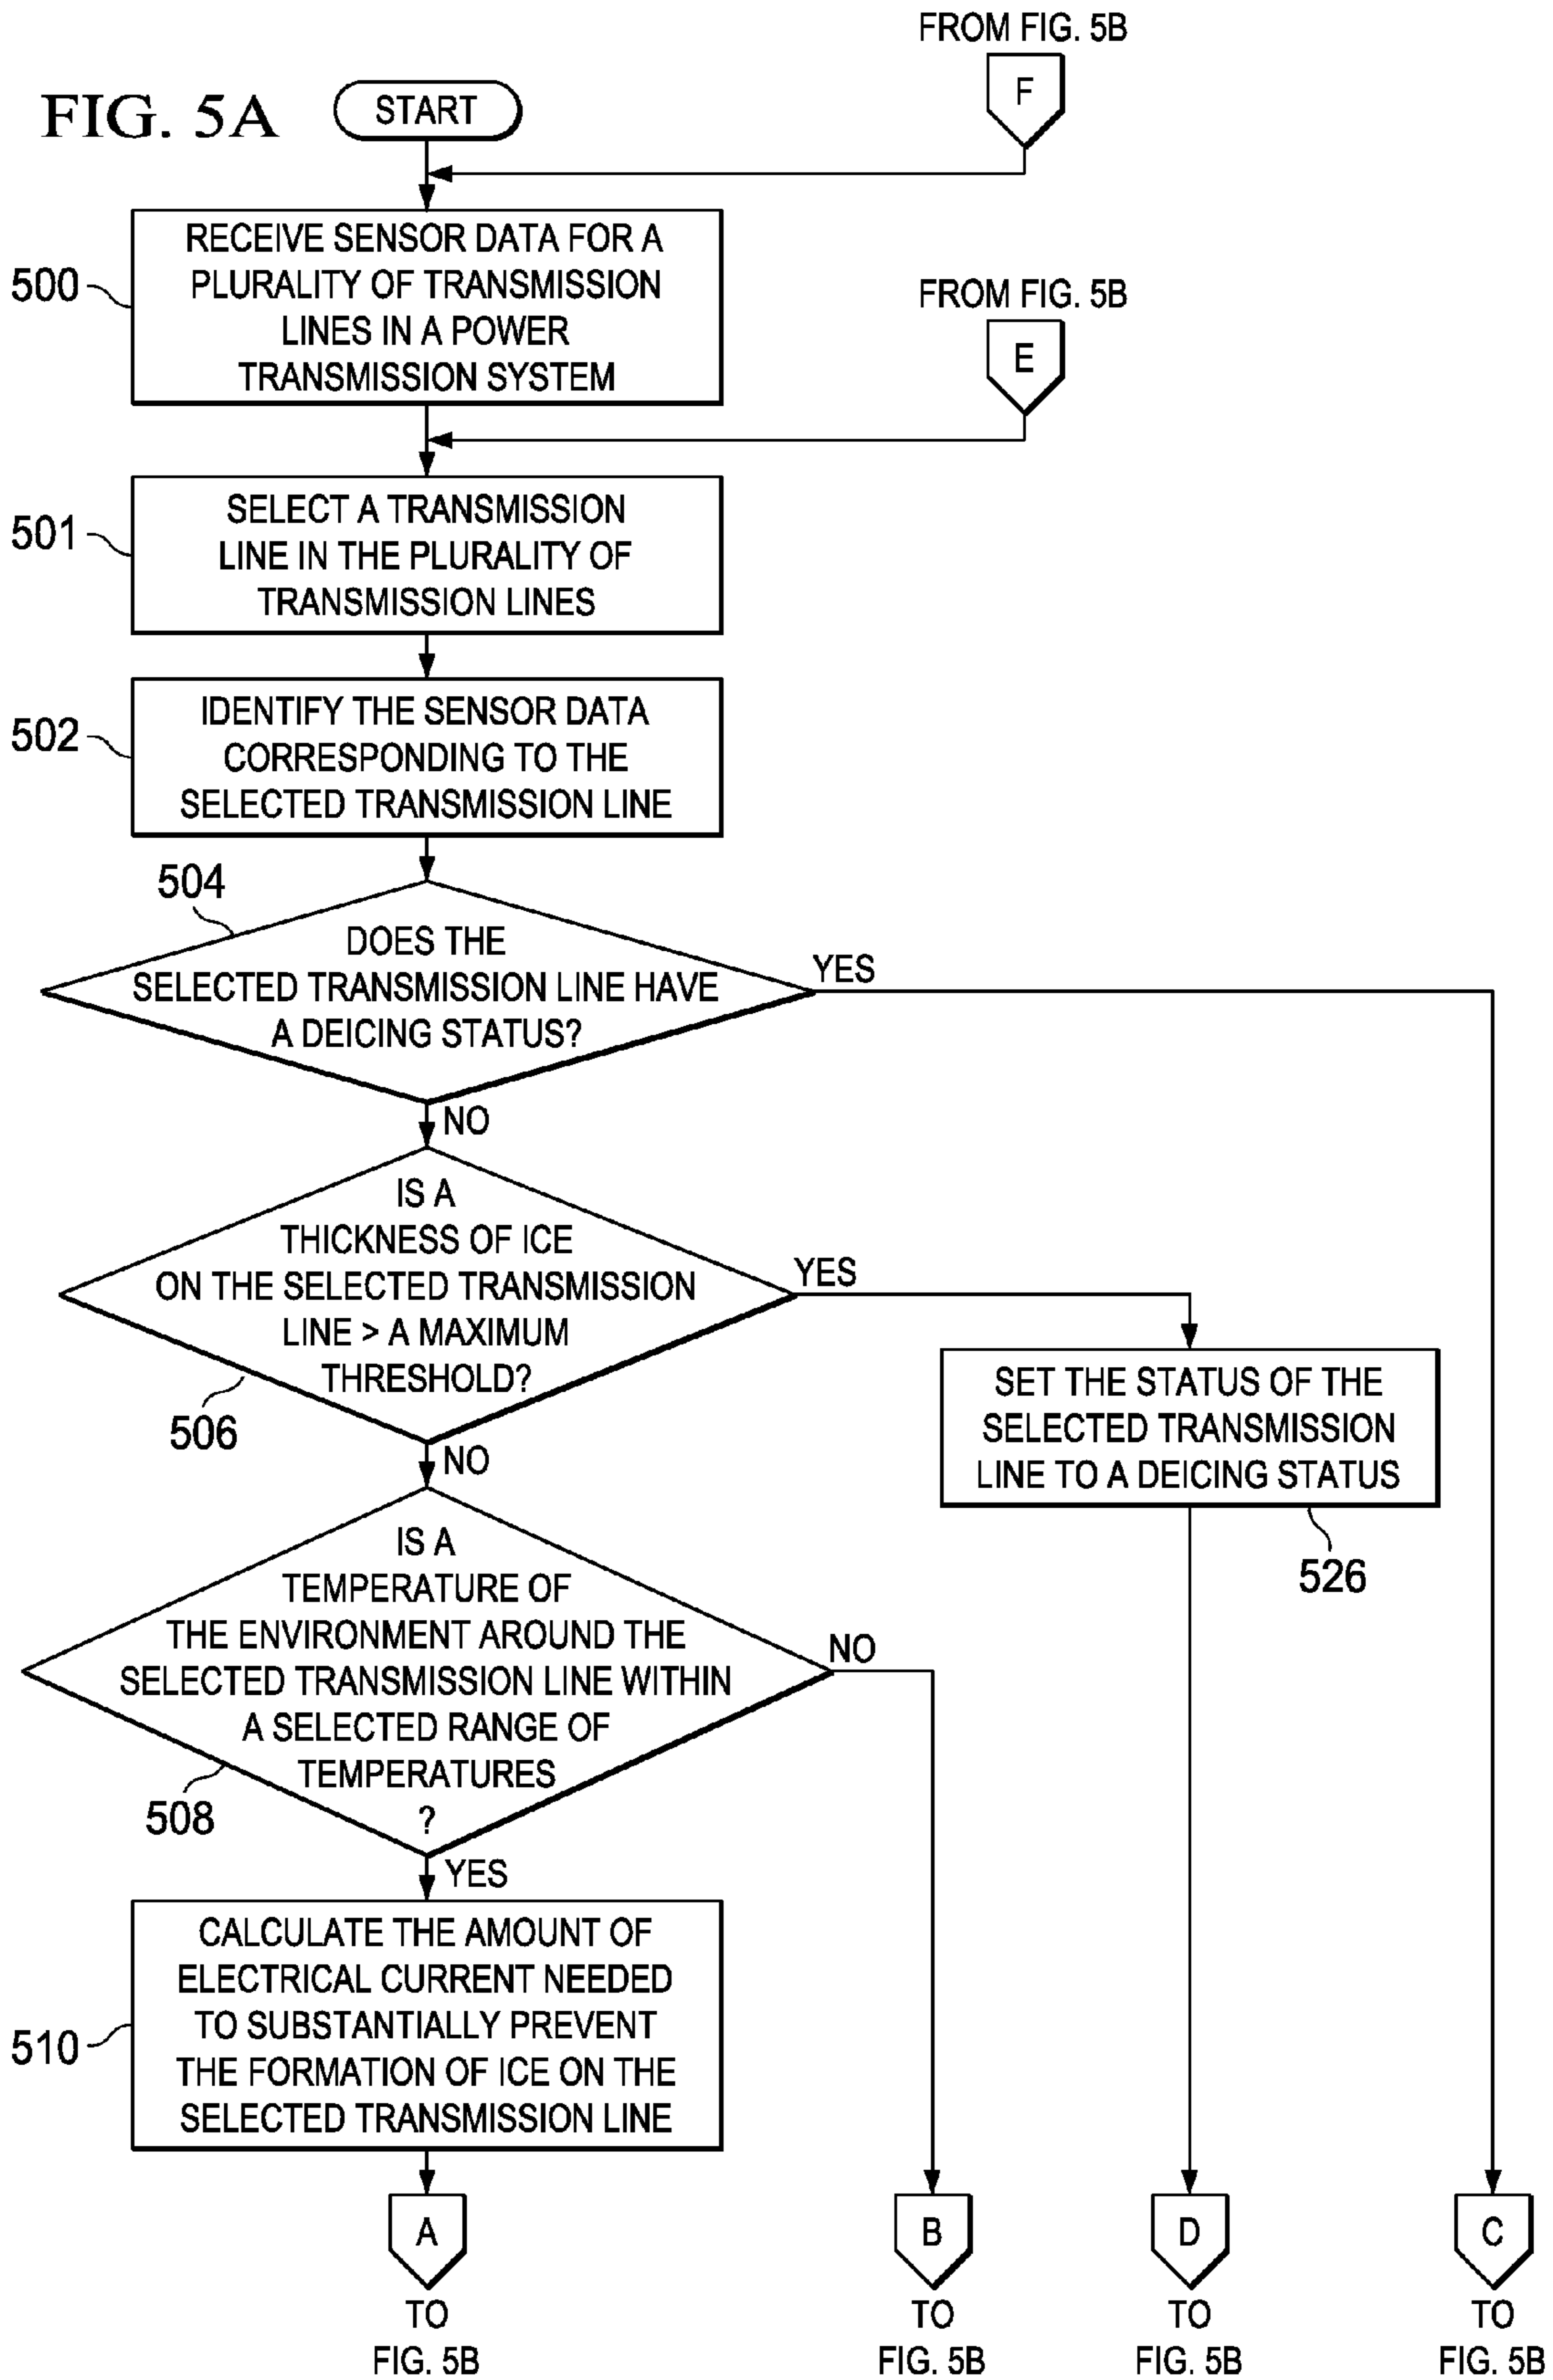 FROM FIG. 5B
F
FIG. 5A
START
RECEIVE SENSOR DATA FOR A
PLURALITY OF TRANSMISSION
LINES IN A POWER
TRANSMISSION SYSTEM
500
FROM FIG. 5B
E
SELECT A TRANSMISSION
LINE IN THE PLURALITY OF
TRANSMISSION LINES
501
IDENTIFY THE SENSOR DATA
CORRESPONDING TO THE
SELECTED TRANSMISSION LINE
502
504
DOES THE
SELECTED TRANSMISSION LINE HAVE
A DEICING STATUS?
YES
NO
IS A
THICKNESS OF ICE
ON THE SELECTED TRANSMISSION
LINE > A MAXIMUM
THRESHOLD?
YES
506
NO
SET THE STATUS OF THE
SELECTED TRANSMISSION
LINE TO A DEICING STATUS
526
IS A
TEMPERATURE OF
THE ENVIRONMENT AROUND THE
SELECTED TRANSMISSION LINE WITHIN
A SELECTED RANGE OF
TEMPERATURES
?
NO
508
YES
CALCULATE THE AMOUNT OF
ELECTRICAL CURRENT NEEDED
TO SUBSTANTIALLY PREVENT
THE FORMATION OF ICE ON THE
SELECTED TRANSMISSION LINE
510
A
TO
FIG. 5B
B
TO
FIG. 5B
D
TO
FIG. 5B
C
TO
FIG. 5B